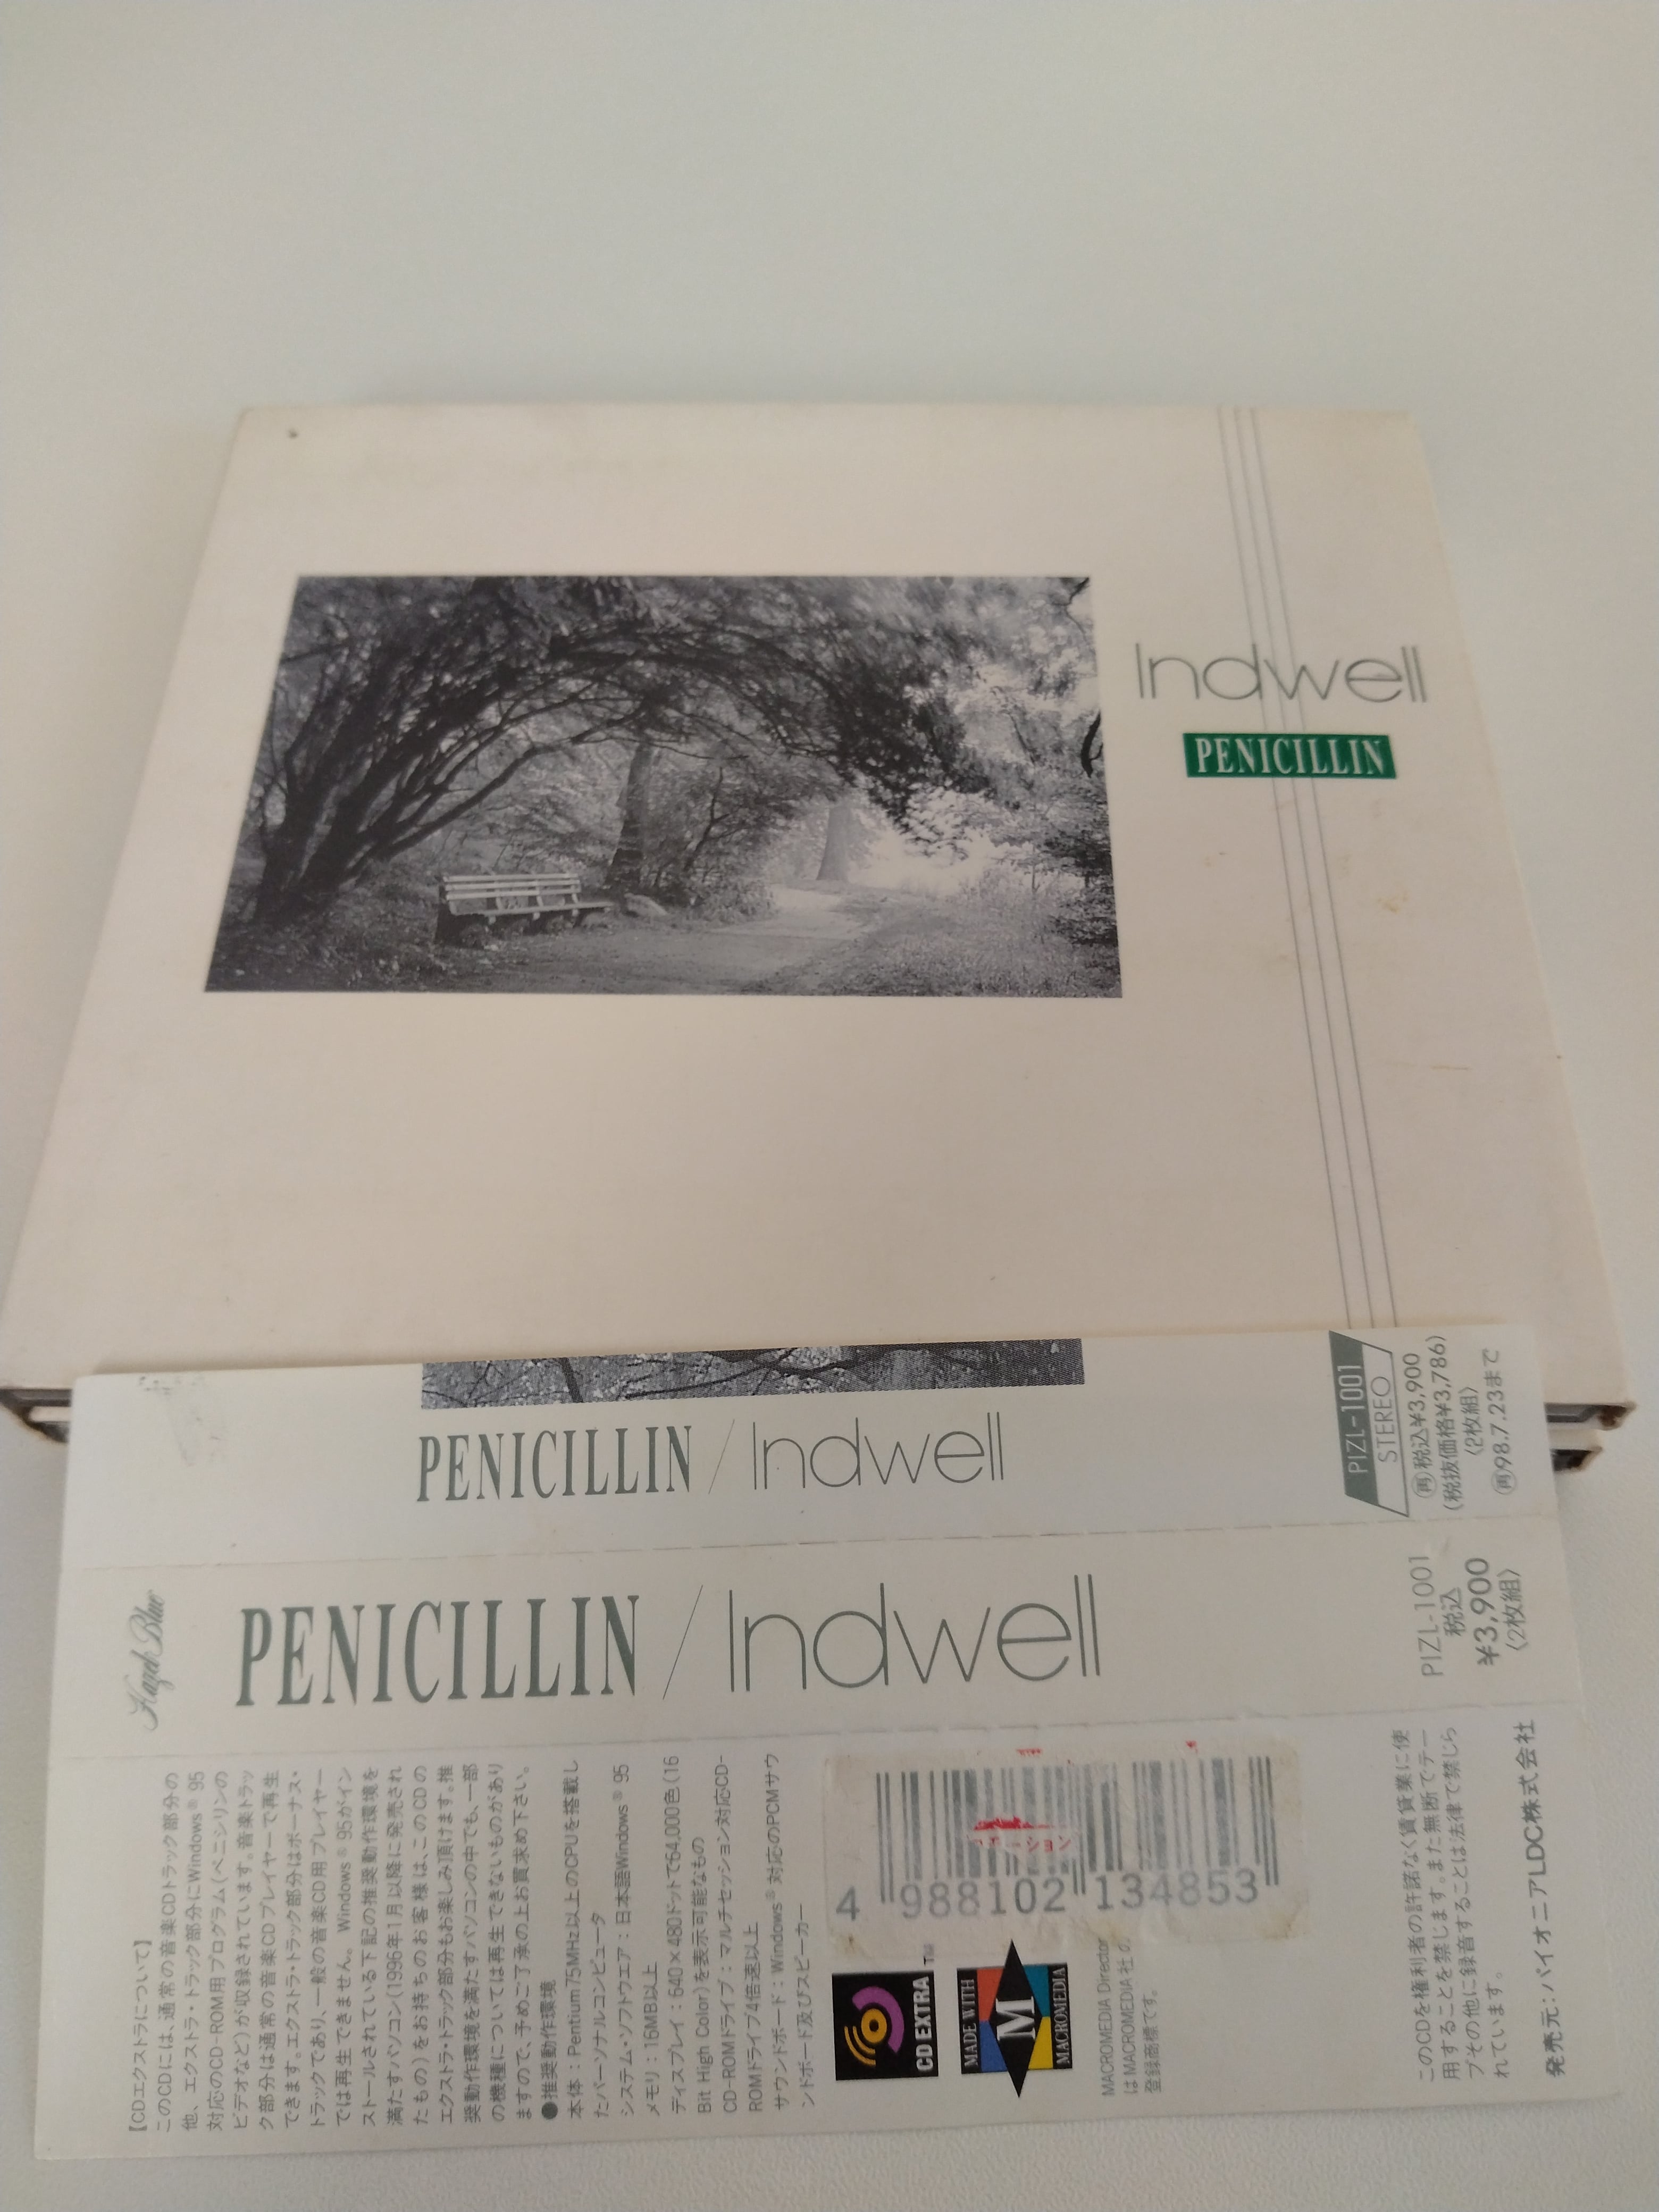 Indwell
PENICILLIN
PENICILLIN / Indwell
PIZL-1001
STEREO
再税込¥3,900
(税抜価格¥3,786)
〈2枚組〉
再98.7.23まで
Hazel Blue
PENICILLIN / Indwell
PIZL-1001
税込
¥3,900
〈2枚組〉
【CDエクストラについて】
このCDには、通常の音楽CDトラック部分の
他、エクストラ・トラック部分にWindows® 95
対応のCD-ROM用プログラム(ペニシリンの
ビデオなど)が収録されています。音楽トラッ
ク部分は通常の音楽CDプレイヤーで再生
できます。エクストラ・トラック部分はボーナス・
トラックであり、一般の音楽CD用プレイヤー
では再生できません。Windows® 95がイン
ストールされている下記の推奨動作環境を
満たすパソコン(1996年1月以降に発売され
たもの)をお持ちのお客様は、このCDの
エクストラ・トラック部分もお楽しみ頂けます。推
奨動作環境を満たすパソコンの中でも、一部
の機種については再生できないものがあり
ますので、予めご了承の上お買求め下さい。
●推奨動作環境
本体：Pentium75MHz以上のCPUを搭載し
たパーソナルコンピュータ
システム・ソフトウエア：日本語Windows® 95
メモリ：16MB以上
ディスプレイ：640×480ドットで64,000色(16
Bit High Color)を表示可能なもの
CD-ROMドライブ：マルチセッション対応CD-
ROMドライブ4倍速以上
サウンドボード：Windows® 対応のPCMサウ
ンドボード及びスピーカー
4 988102 134853
CD EXTRA™
MADE WITH
M
MACROMEDIA
MACROMEDIA Director
はMACROMEDIA社の
登録商標です。
このCDを権利者の許諾なく賃貸業に使
用することを禁じます。また無断でテー
プその他に録音することは法律で禁じら
れています。
発売元：パイオニアLDC株式会社